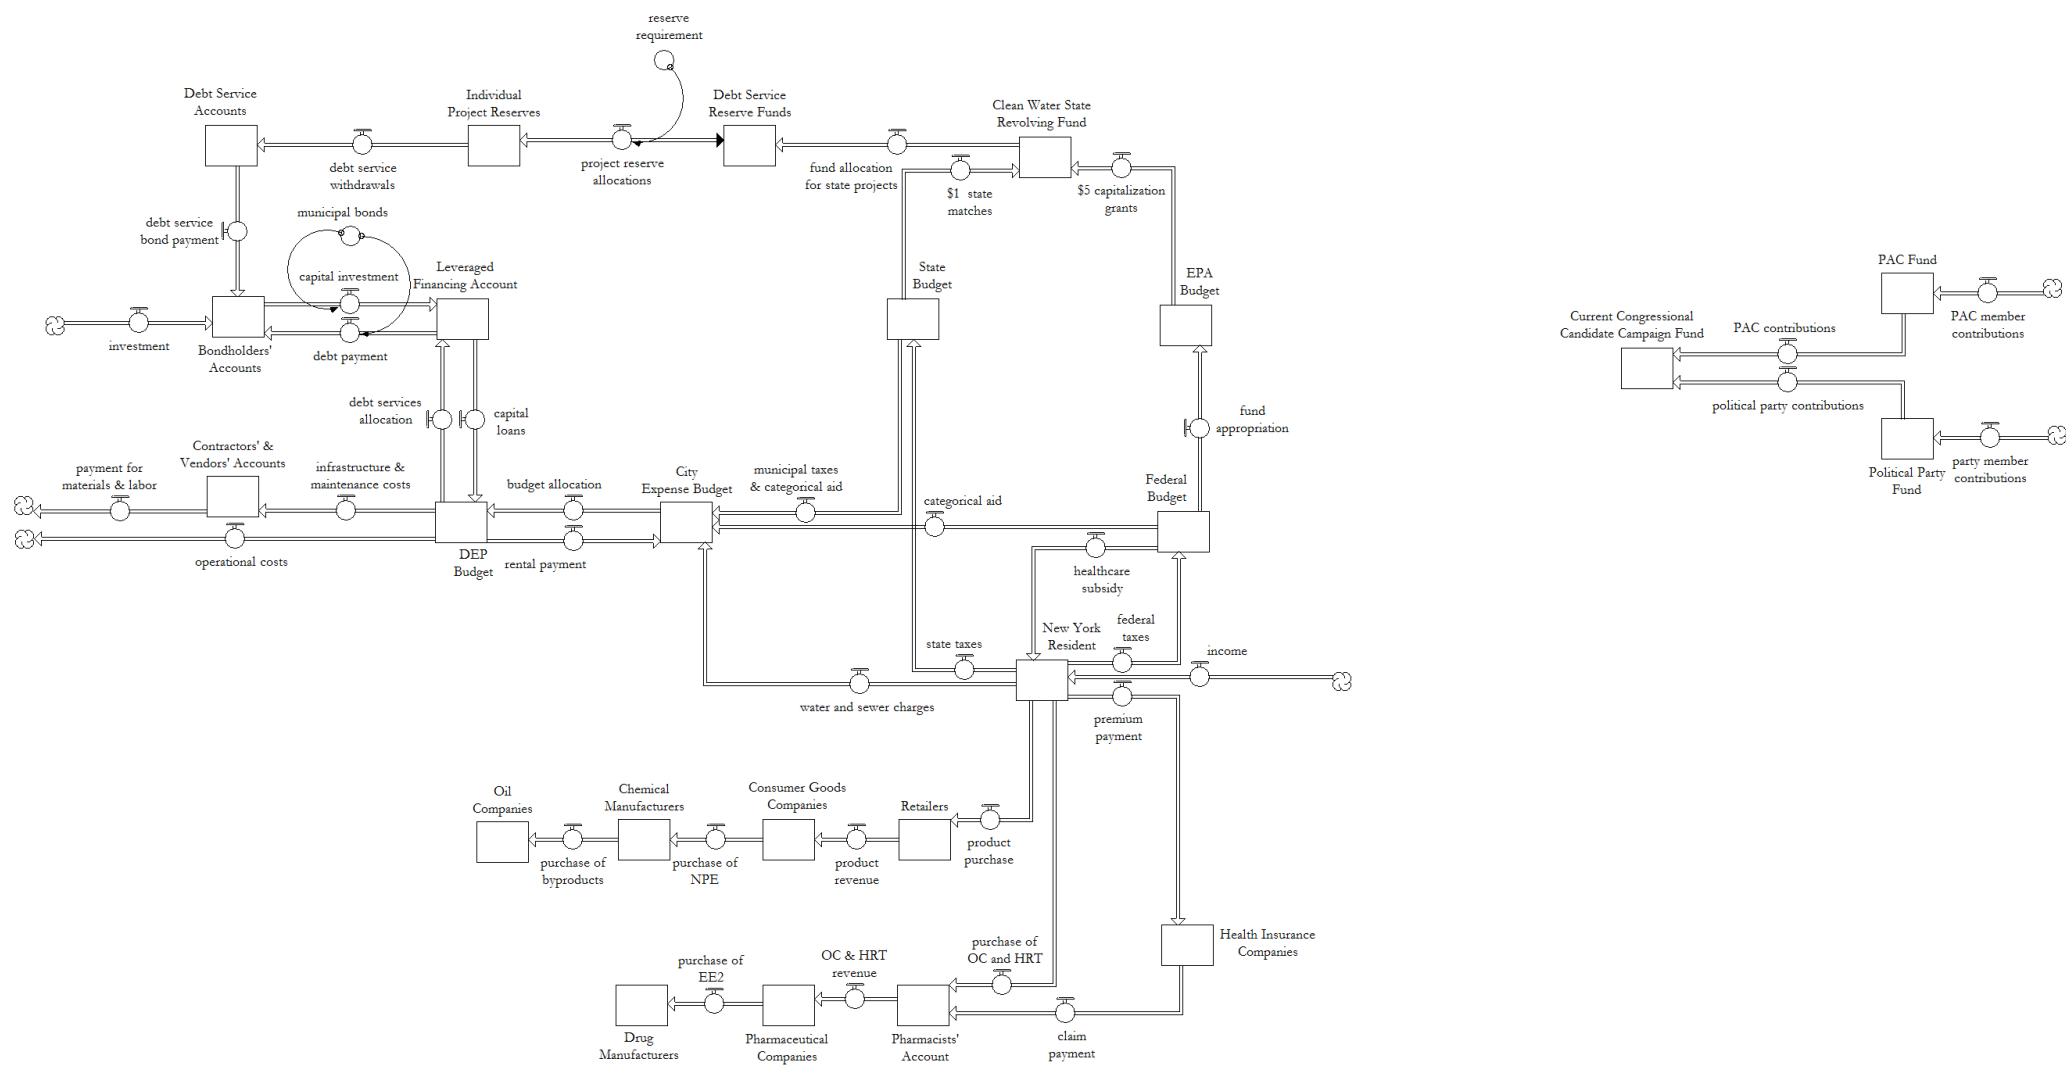 reserve
requirement
Debt Service
Accounts
Individual
Project Reserves
Debt Service
Reserve Funds
Clean Water State
Revolving Fund
debt service
withdrawals
project reserve
allocations
fund allocation
for state projects
$1 state
matches
$5 capitalization
grants
municipal bonds
debt service
bond payment
capital investment
Leveraged
Financing Account
State
Budget
EPA
Budget
PAC Fund
investment
Bondholders'
Accounts
debt payment
Current Congressional
Candidate Campaign Fund
PAC contributions
PAC member
contributions
political party contributions
debt services
allocation
capital
loans
fund
appropriation
Contractors' &
Vendors' Accounts
payment for
materials & labor
infrastructure &
maintenance costs
budget allocation
City
Expense Budget
municipal taxes
& categorical aid
categorical aid
Federal
Budget
Political Party
Fund
party member
contributions
operational costs
DEP
Budget
rental payment
healthcare
subsidy
state taxes
New York
Resident
federal
taxes
income
water and sewer charges
premium
payment
Oil
Companies
Chemical
Manufacturers
Consumer Goods
Companies
Retailers
purchase of
byproducts
purchase of
NPE
product
revenue
product
purchase
Health Insurance
Companies
purchase of
EE2
OC & HRT
revenue
purchase of
OC and HRT
Drug
Manufacturers
Pharmaceutical
Companies
Pharmacists'
Account
claim
payment